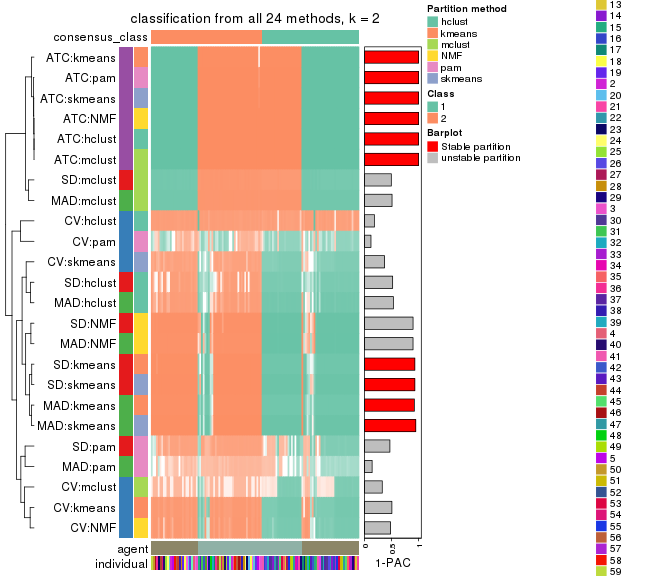 classification from all 24 methods, k = 2
consensus_class
ATC:kmeans
ATC:pam
ATC:skmeans
ATC:NMF
ATC:hclust
ATC:mclust
SD:mclust
MAD:mclust
CV:hclust
CV:pam
CV:skmeans
SD:hclust
MAD:hclust
SD:NMF
MAD:NMF
SD:kmeans
SD:skmeans
MAD:kmeans
MAD:skmeans
SD:pam
MAD:pam
CV:mclust
CV:kmeans
CV:NMF
agent
individual
0
0.5
1
1-PAC
Partition method
hclust
kmeans
mclust
NMF
pam
skmeans
Class
1
2
Barplot
Stable partition
unstable partition
13
14
15
16
17
18
19
2
20
21
22
23
24
25
26
27
28
29
3
30
31
32
33
34
35
36
37
38
39
4
40
41
42
43
44
45
46
47
48
49
5
50
51
52
53
54
55
56
57
58
59